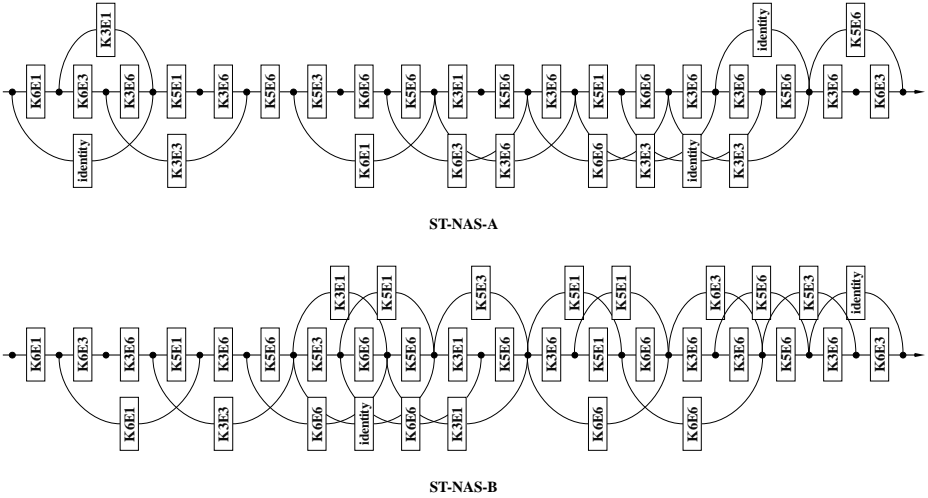 K3E1 identity K5E6
K6E1 K6E3 K3E6 K5E1 K3E6 K5E6 K5E3 K6E6 K5E6 K3E1 K5E6 K3E6 K5E1 K6E3 K3E6 K3E6 K5E6 K3E6 K6E3
identity K3E3 K6E1 K6E3 K3E6 K6E6 K3E3 identity K3E3
ST-NAS-A
K3E1 K5E1 K5E3 K5E1 K5E1 K6E3 K5E6 K5E3 identity
K6E1 K6E3 K3E6 K5E1 K3E6 K5E6 K5E3 K6E6 K5E6 K3E1 K5E6 K3E6 K5E1 K6E6 K3E6 K3E6 K5E6 K3E6 K6E3
K6E1 K3E3 K6E6 identity K6E6 K3E1 K6E6 K6E6
ST-NAS-B